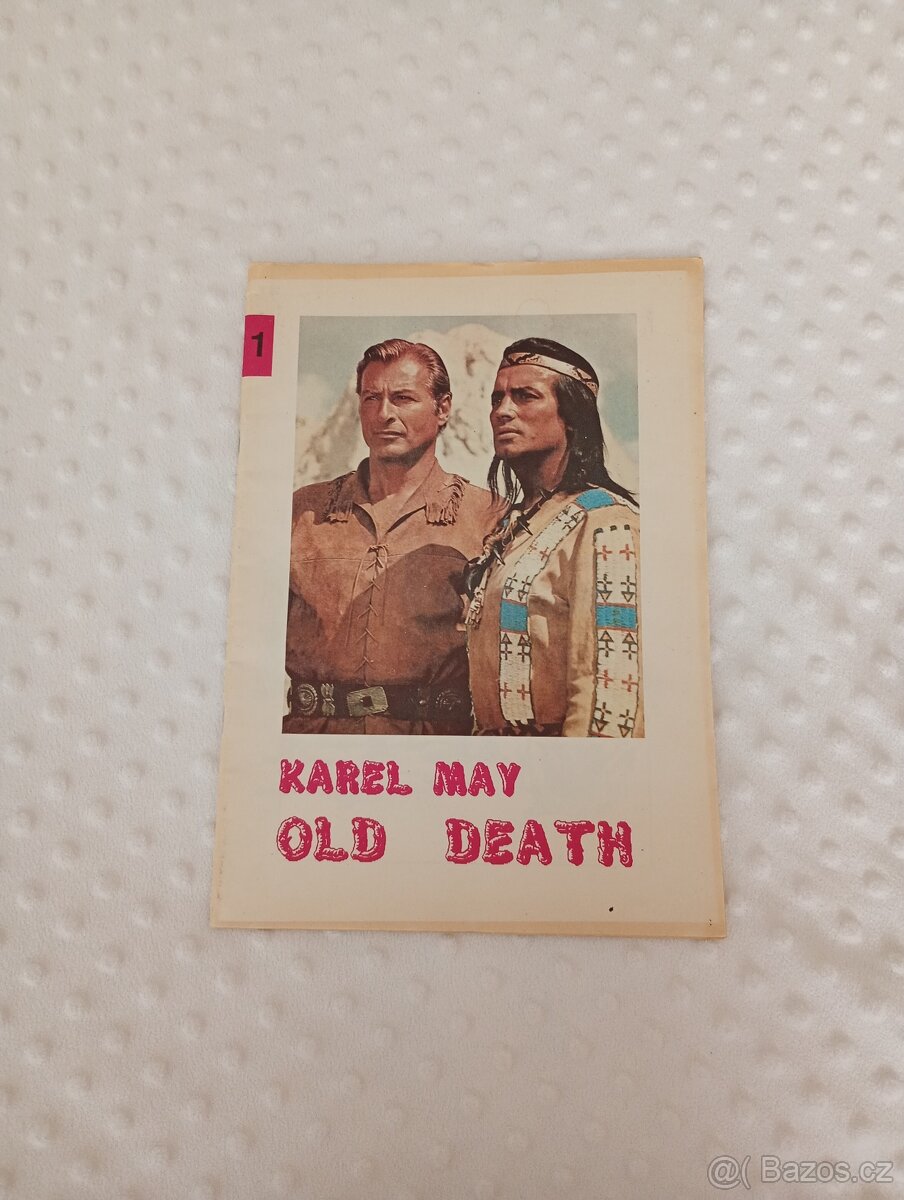 1
KAREL MAY
OLD DEATH
@( Bazos.cz